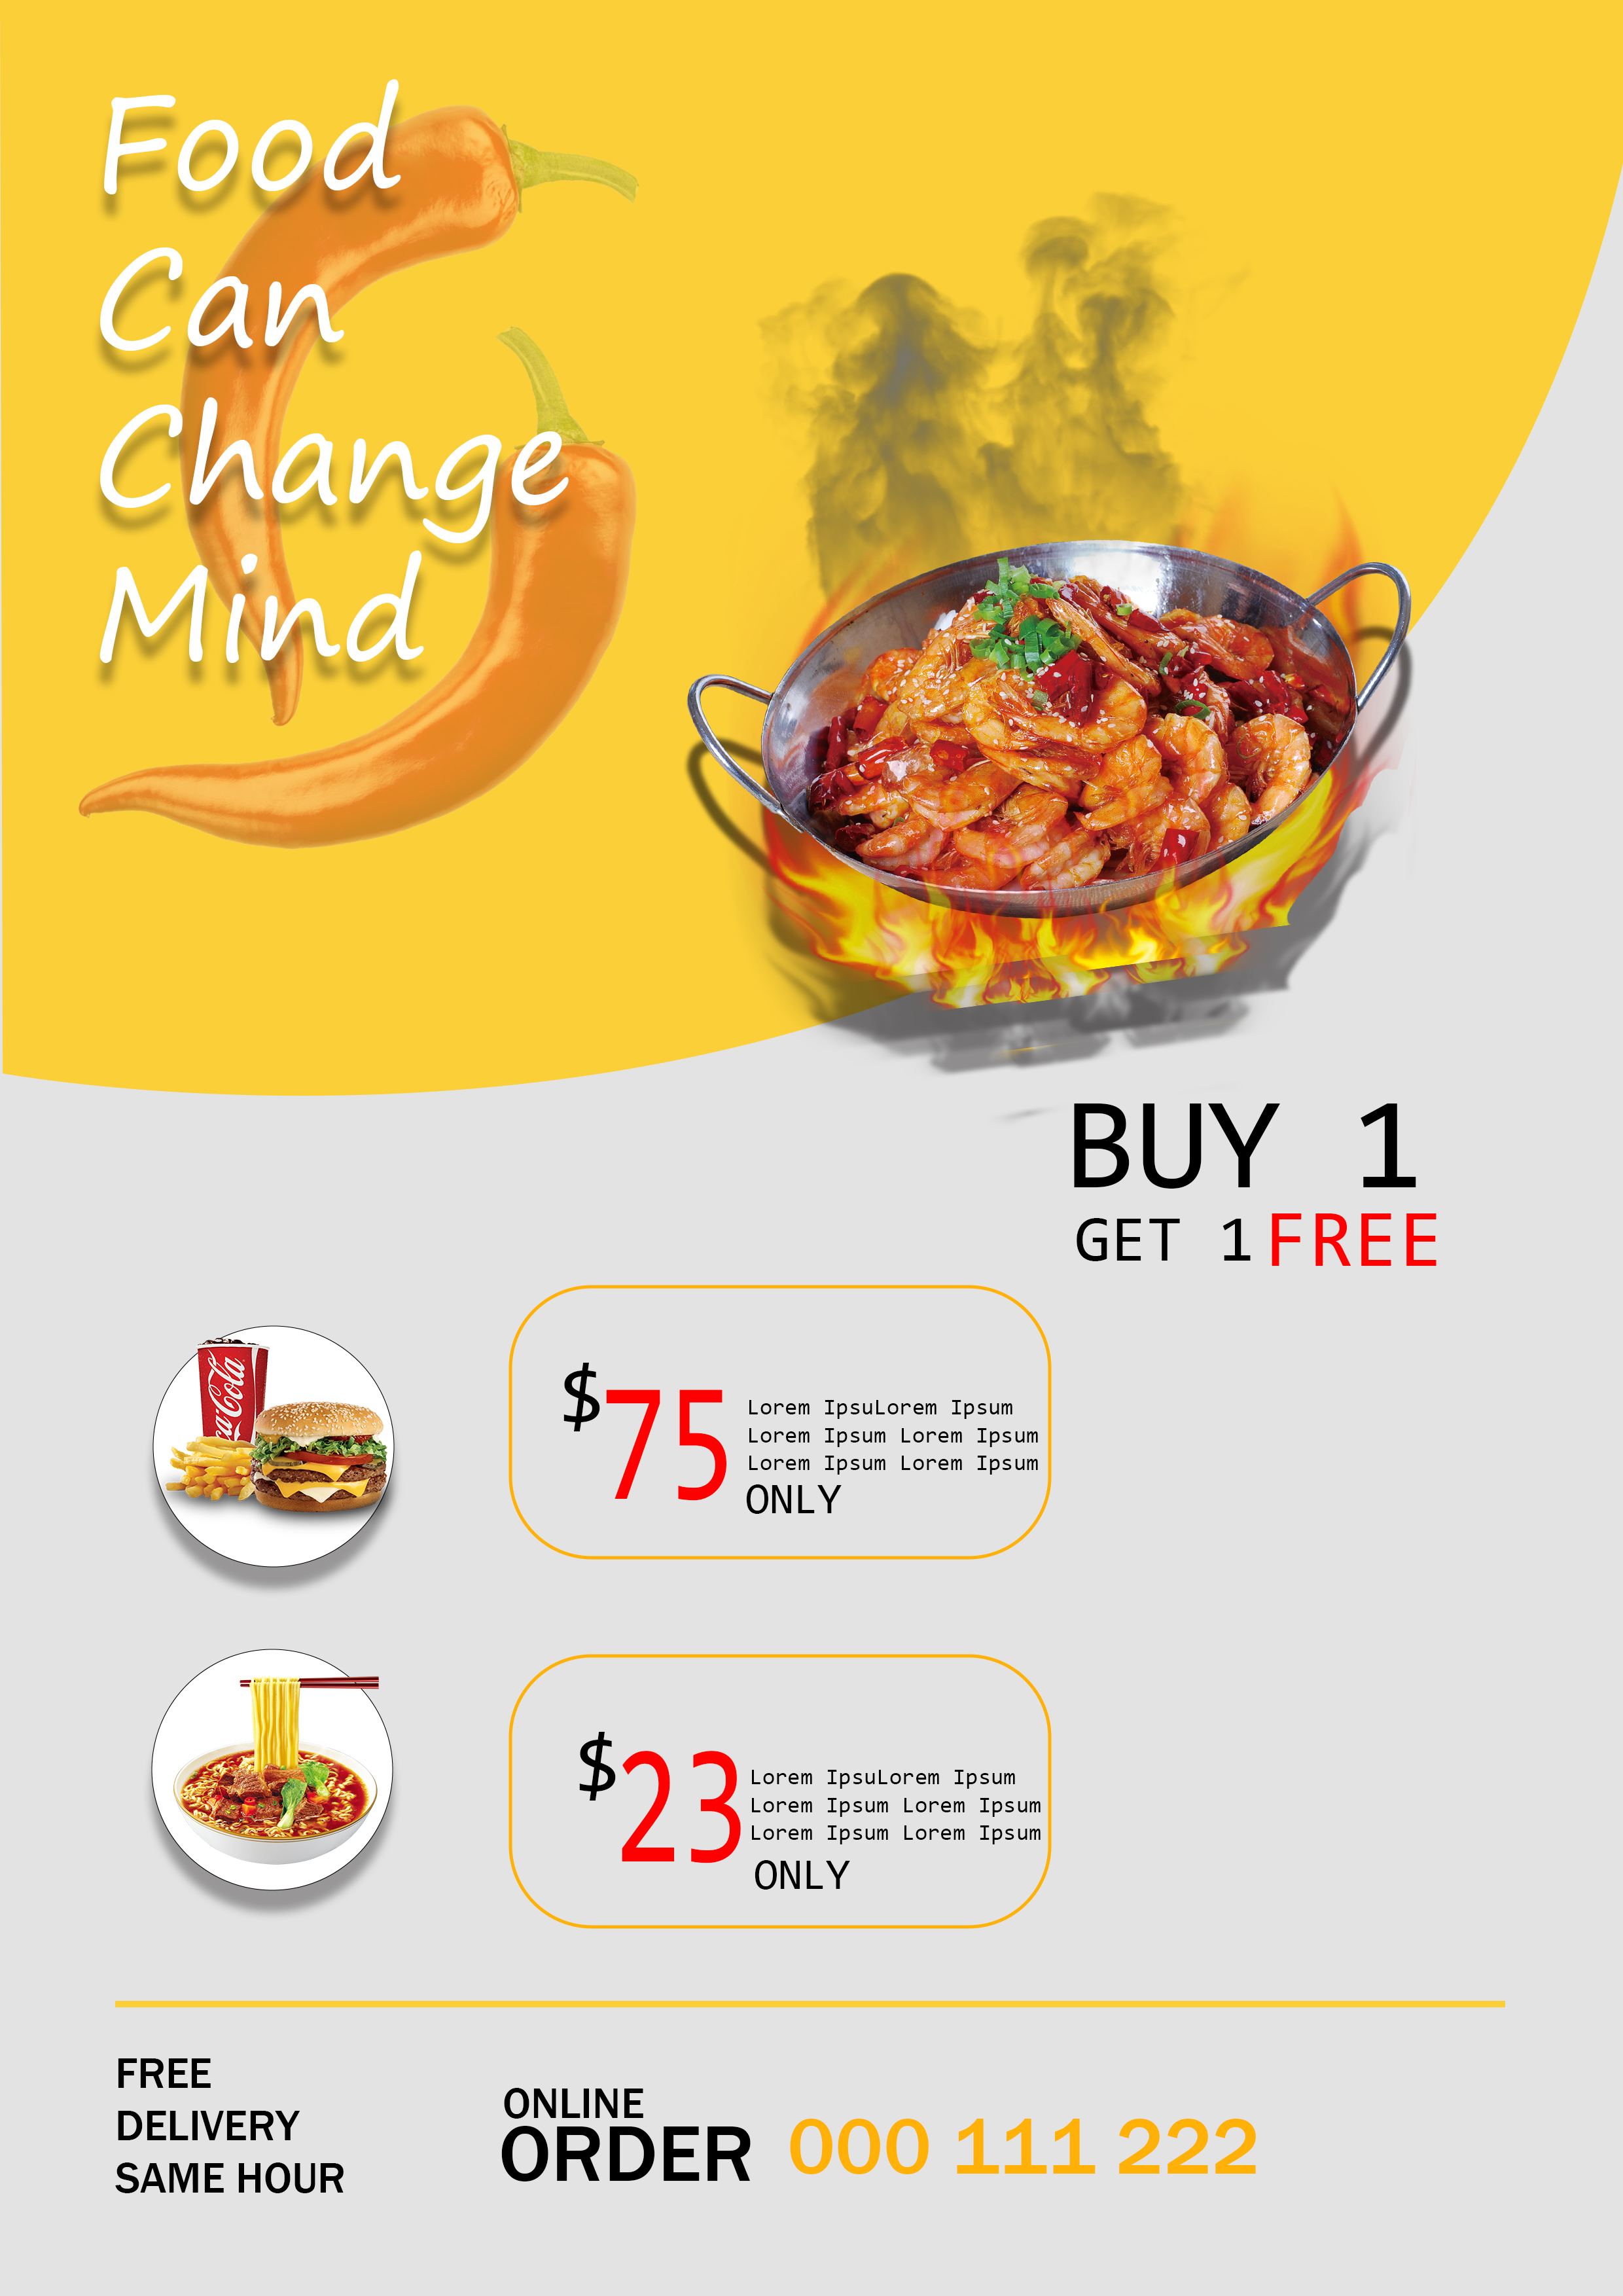 Food
Can
Change
Mind
BUY 1
GET 1 FREE
ca-Cola
$75
Lorem IpsuLorem Ipsum
Lorem Ipsum Lorem Ipsum
Lorem Ipsum Lorem Ipsum
ONLY
$23
Lorem IpsuLorem Ipsum
Lorem Ipsum Lorem Ipsum
Lorem Ipsum Lorem Ipsum
ONLY
FREE
DELIVERY
SAME HOUR
ONLINE
ORDER 000 111 222